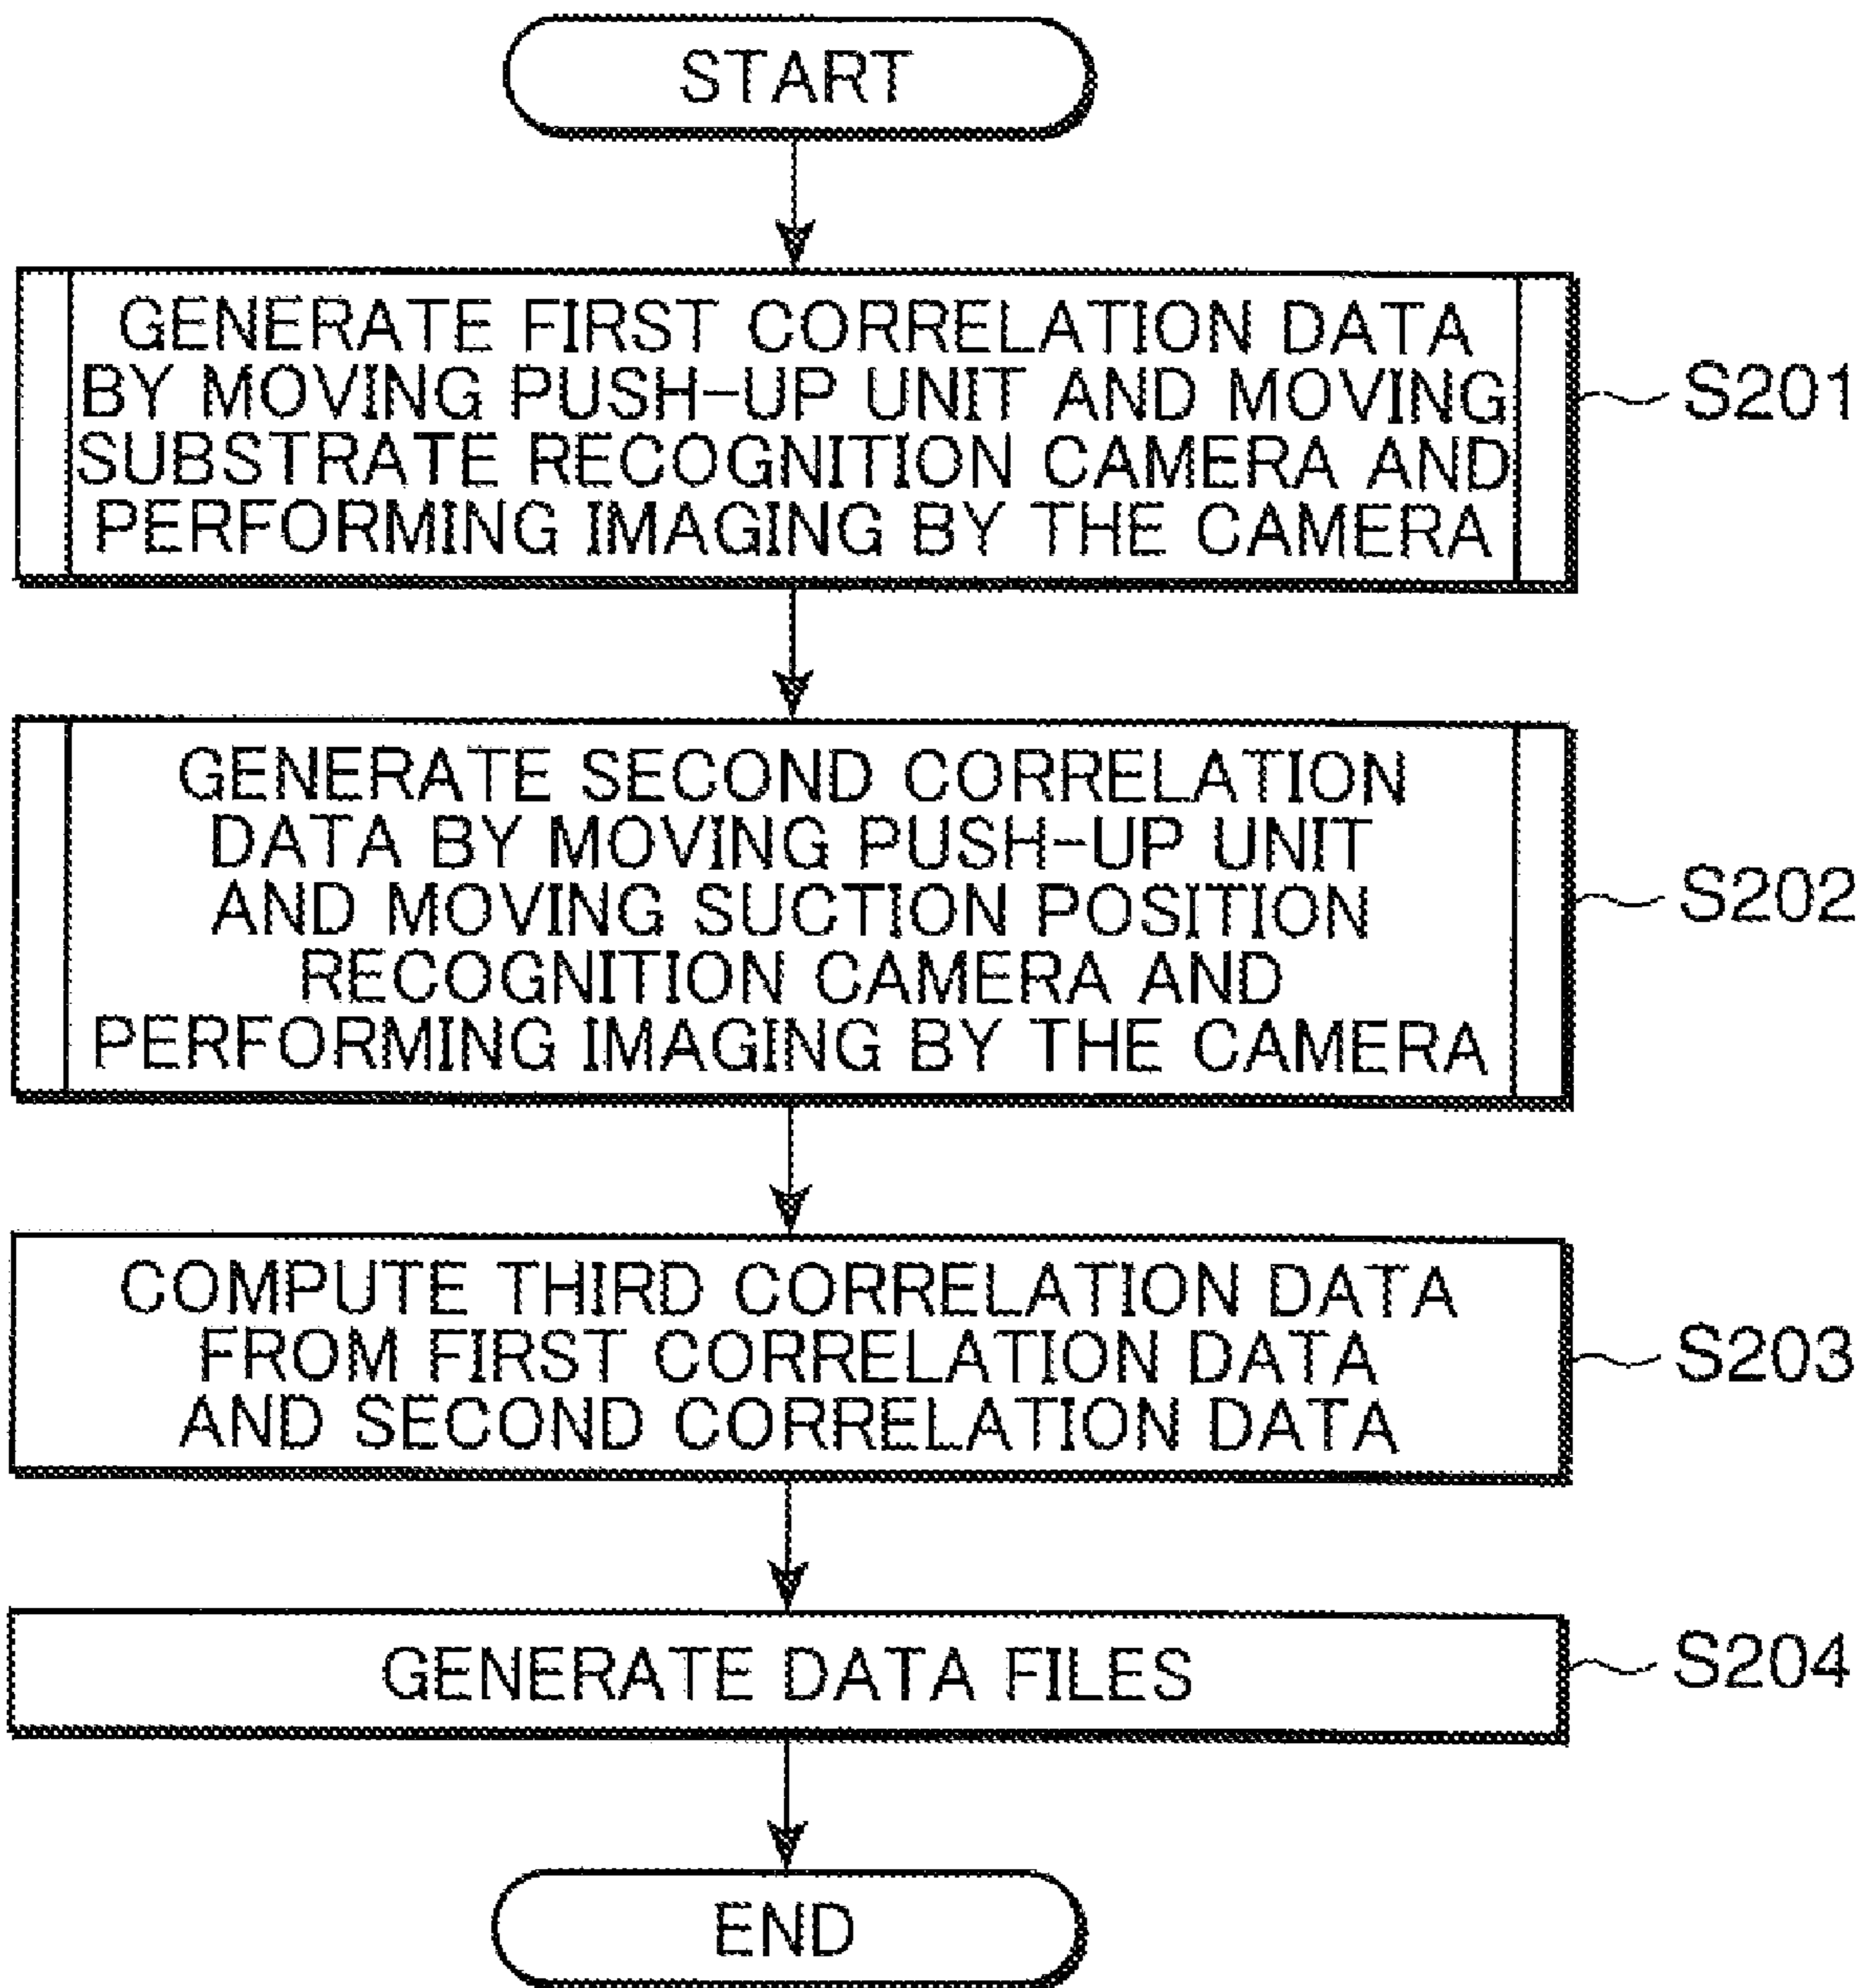 START
GENERATE FIRST CORRELATION DATA
BY MOVING PUSH-UP UNIT AND MOVING
SUBSTRATE RECOGNITION CAMERA AND
PERFORMING IMAGING BY THE CAMERA
S201
GENERATE SECOND CORRELATION
DATA BY MOVING PUSH-UP UNIT
AND MOVING SUCTION POSITION
RECOGNITION CAMERA AND
PERFORMING IMAGING BY THE CAMERA
S202
COMPUTE THIRD CORRELATION DATA
FROM FIRST CORRELATION DATA
AND SECOND CORRELATION DATA
S203
GENERATE DATA FILES
S204
END